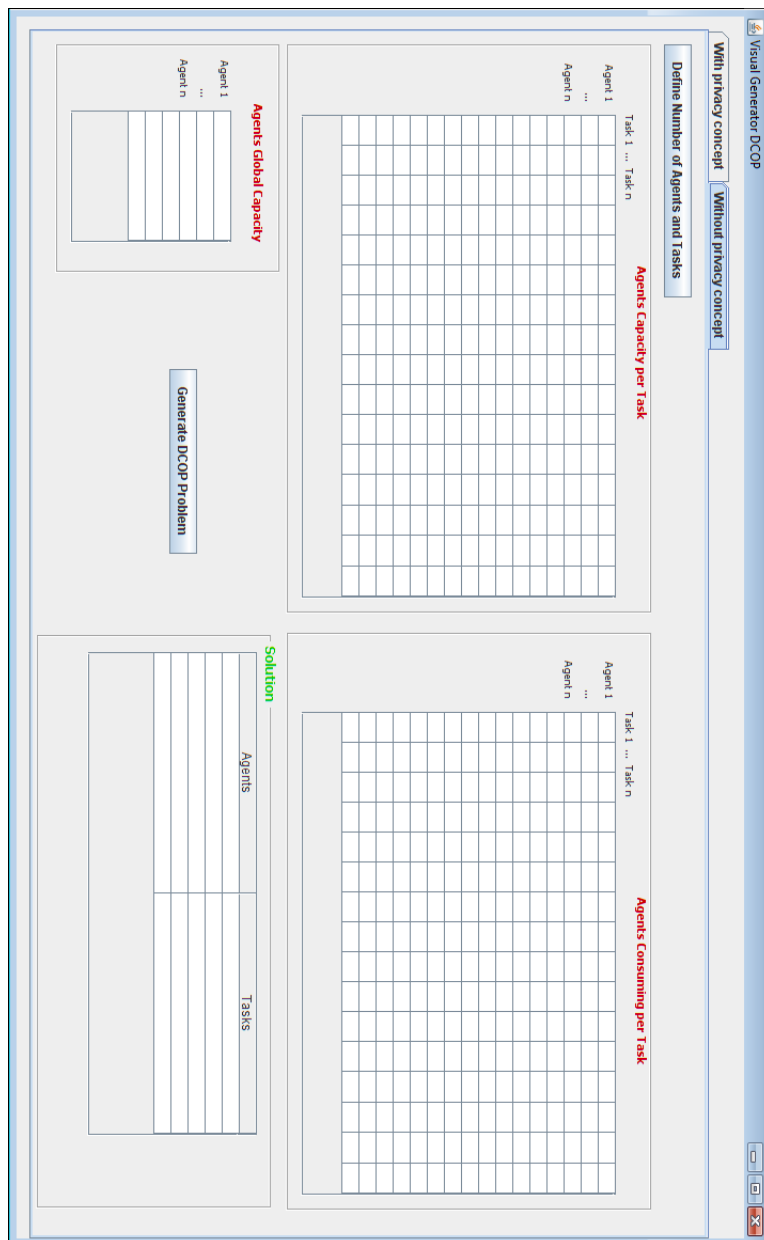 Visual Generator DCOP
With privacy concept
Without privacy concept
Define Number of Agents and Tasks
Agents Capacity per Task
Task 1 ... Task n
Agent 1
...
Agent n
Agents Consuming per Task
Task 1 ... Task n
Agent 1
...
Agent n
Agents Global Capacity
Agent 1
...
Agent n
Generate DCOP Problem
Solution
Agents Tasks